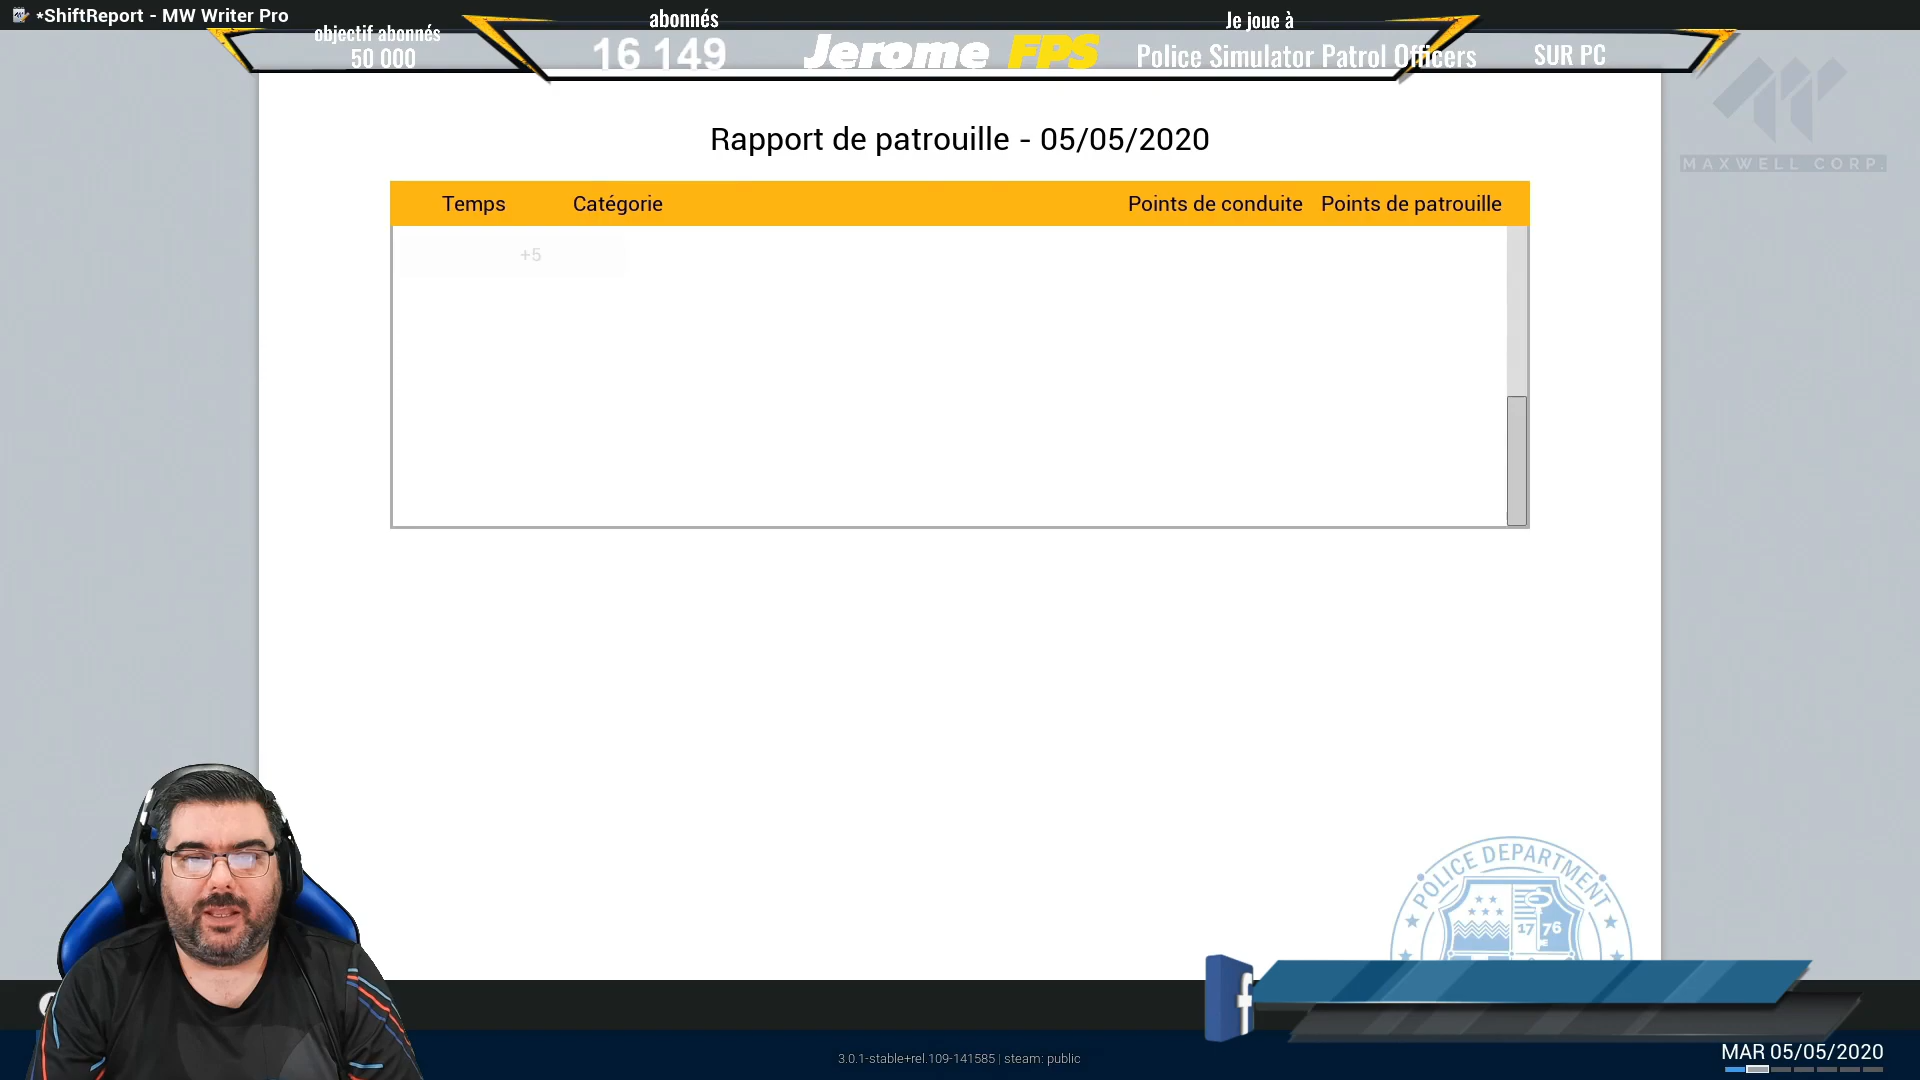 *ShiftReport - MW Writer Pro
objectif abonnés
50 000
abonnés
16 149
Jerome FPS
Je joue à
Police Simulator Patrol Officers
SUR PC
MAXWELL CORP.
Rapport de patrouille - 05/05/2020
Temps Catégorie Points de conduite Points de patrouille
+5
POLICE DEPARTMENT
17 76
f
3.0.1-stable+rel.109-141585 | steam: public
MAR 05/05/2020